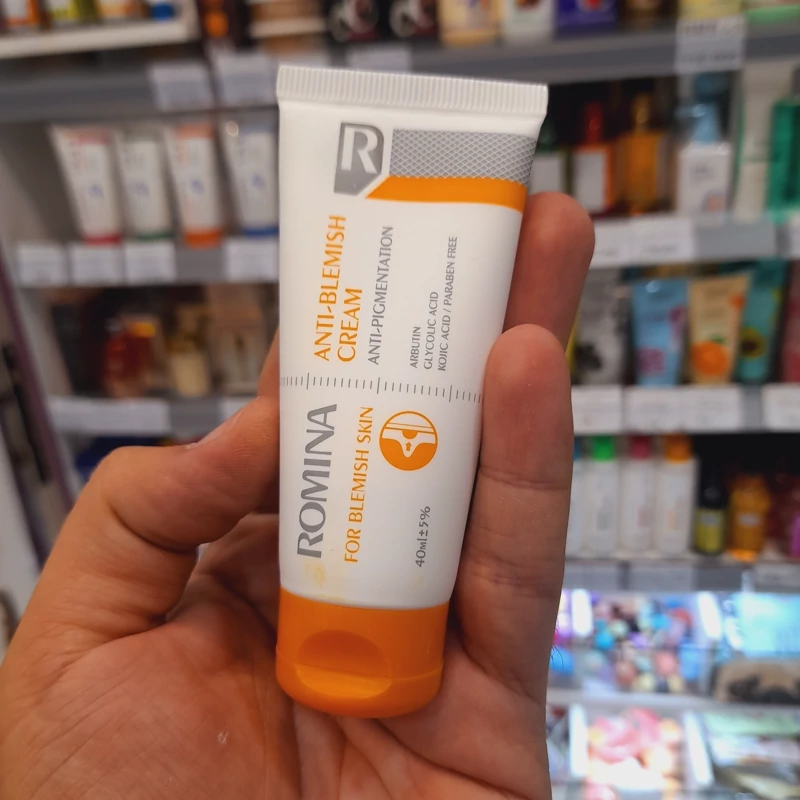 R
ANTI-BLEMISH
CREAM
ANTI-PIGMENTATION
ARBUTIN
GLYCOLIC ACID
KOJIC ACID / PARABEN FREE
ROMINA
FOR BLEMISH SKIN
40Ml±5%